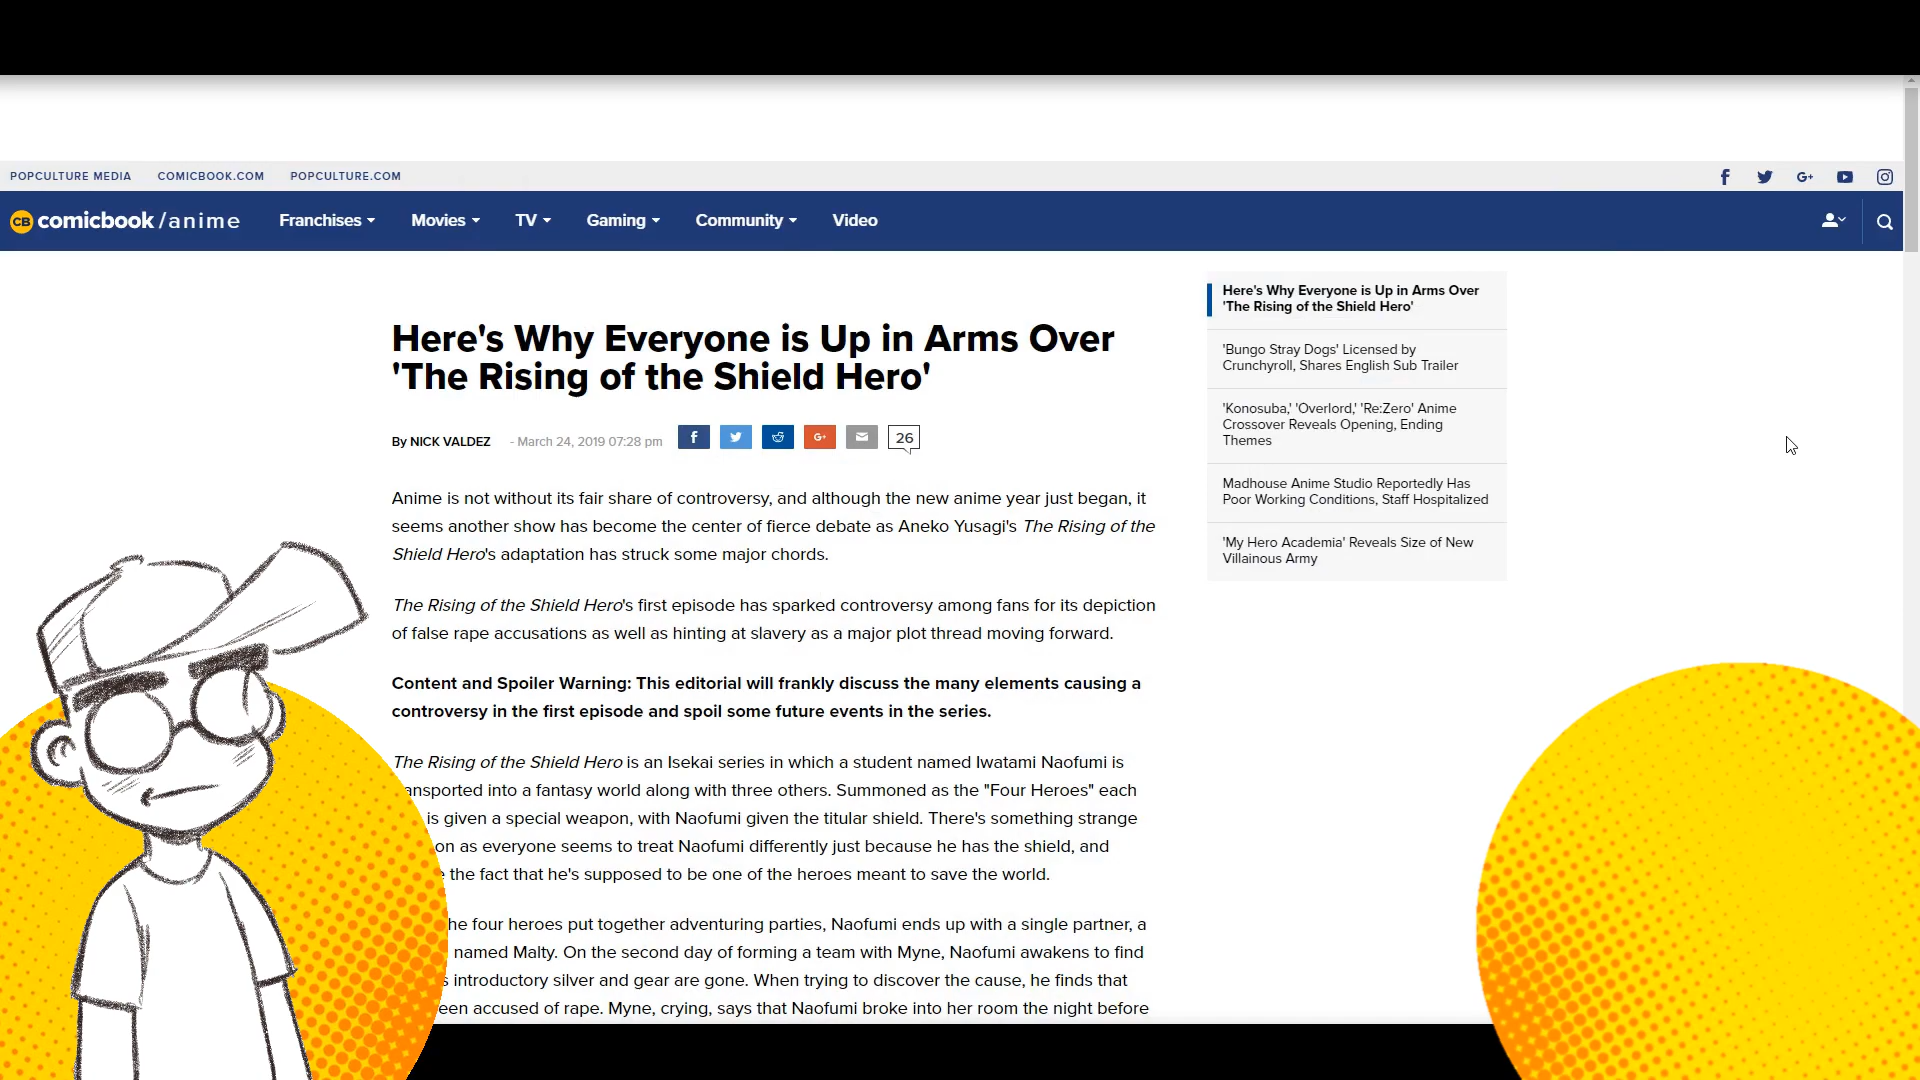 POPCULTURE MEDIA COMICBOOK.COM POPCULTURE.COM
G+
CB comicbook/anime Franchises Movies TV Gaming Community Video
Here's Why Everyone is Up in Arms Over
'The Rising of the Shield Hero'
By NICK VALDEZ - March 24, 2019 07:28 pm f G+ 26
Anime is not without its fair share of controversy, and although the new anime year just began, it
seems another show has become the center of fierce debate as Aneko Yusagi's The Rising of the
Shield Hero's adaptation has struck some major chords.
The Rising of the Shield Hero's first episode has sparked controversy among fans for its depiction
of false rape accusations as well as hinting at slavery as a major plot thread moving forward.
Content and Spoiler Warning: This editorial will frankly discuss the many elements causing a
controversy in the first episode and spoil some future events in the series.
The Rising of the Shield Hero is an Isekai series in which a student named Iwatami Naofumi is
ansported into a fantasy world along with three others. Summoned as the "Four Heroes" each
is given a special weapon, with Naofumi given the titular shield. There's something strange
on as everyone seems to treat Naofumi differently just because he has the shield, and
the fact that he's supposed to be one of the heroes meant to save the world.
he four heroes put together adventuring parties, Naofumi ends up with a single partner, a
named Malty. On the second day of forming a team with Myne, Naofumi awakens to find
s introductory silver and gear are gone. When trying to discover the cause, he finds that
een accused of rape. Myne, crying, says that Naofumi broke into her room the night before
Here's Why Everyone is Up in Arms Over
'The Rising of the Shield Hero'
'Bungo Stray Dogs' Licensed by
Crunchyroll, Shares English Sub Trailer
'Konosuba,' 'Overlord,' 'Re:Zero' Anime
Crossover Reveals Opening, Ending
Themes
Madhouse Anime Studio Reportedly Has
Poor Working Conditions, Staff Hospitalized
'My Hero Academia' Reveals Size of New
Villainous Army